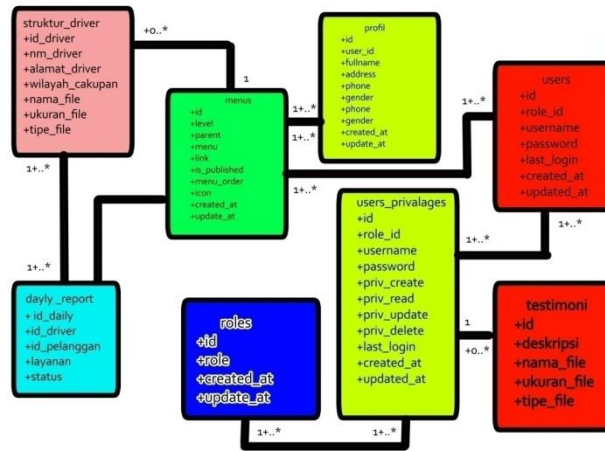 struktur_driver
+id_driver
+nm_driver
+alamat_driver
+wilayah_cakupan
+nama_file
+ukuran_file
+tipe_file
+0..*
1
1+..*
1+..*
profil
+id
+user_id
+fullname
+address
+phone
+gender
+phone
+gender
+created_at
+update_at
menus
+id
+level
+parent
+menu
+link
+is_published
+menu_order
+icon
+created_at
+update_at
1+..*
1+..*
1+..*
1+..*
users
+id
+role_id
+username
+password
+last_login
+created_at
+updated_at
1+..*
1+..*
users_privalages
+id
+role_id
+username
+password
+priv_create
+priv_read
+priv_update
+priv_delete
+last_login
+created_at
+updated_at
1
+0..*
dayly _report
+ id_daily
+id_driver
+id_pelanggan
+layanan
+status
roles
+id
+role
+created_at
+update_at
1+..*
1+..*
testimoni
+id
+deskripsi
+nama_file
+ukuran_file
+tipe_file